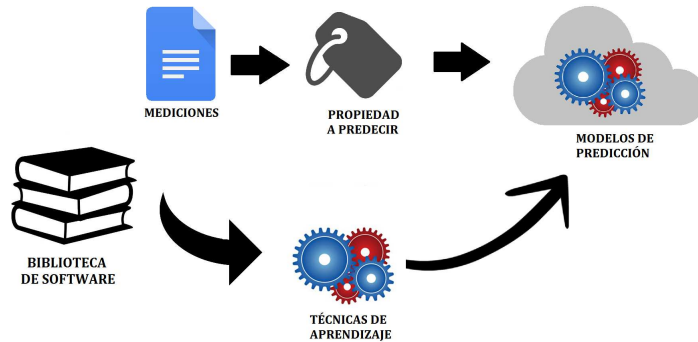 MEDICIONES
PROPIEDAD
A PREDECIR
MODELOS DE
PREDICCIÓN
BIBLIOTECA
DE SOFTWARE
TÉCNICAS DE
APRENDIZAJE